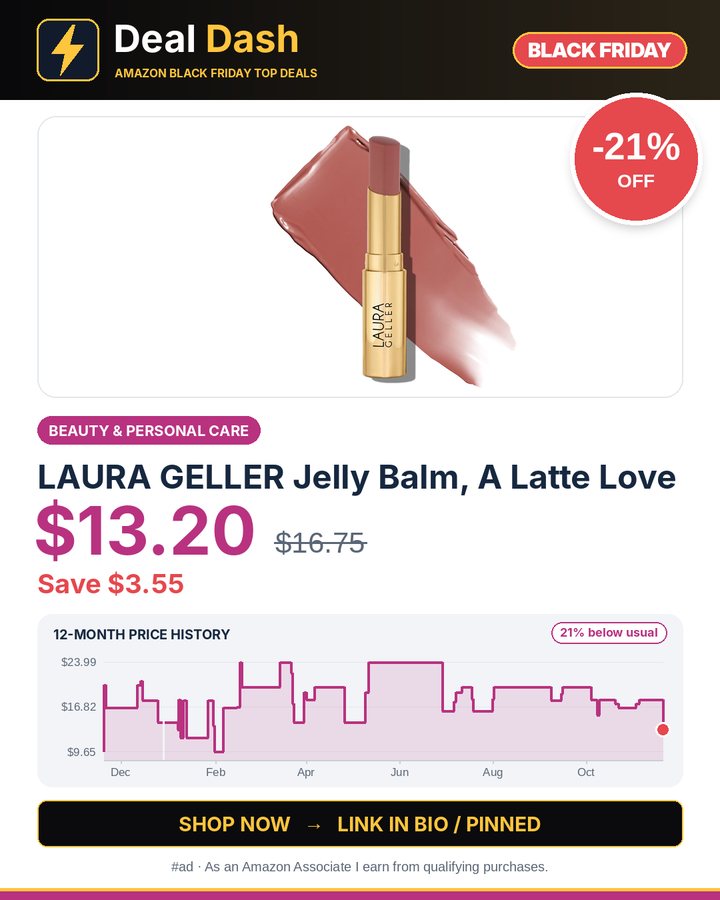 Deal Dash
AMAZON BLACK FRIDAY TOP DEALS
BLACK FRIDAY
-21%
OFF
LAURA
GELLER
BEAUTY & PERSONAL CARE
LAURA GELLER Jelly Balm, A Latte Love
$13.20 $16.75
Save $3.55
12-MONTH PRICE HISTORY
21% below usual
$23.99
$16.82
$9.65
Dec Feb Apr Jun Aug Oct
SHOP NOW → LINK IN BIO / PINNED
#ad · As an Amazon Associate I earn from qualifying purchases.